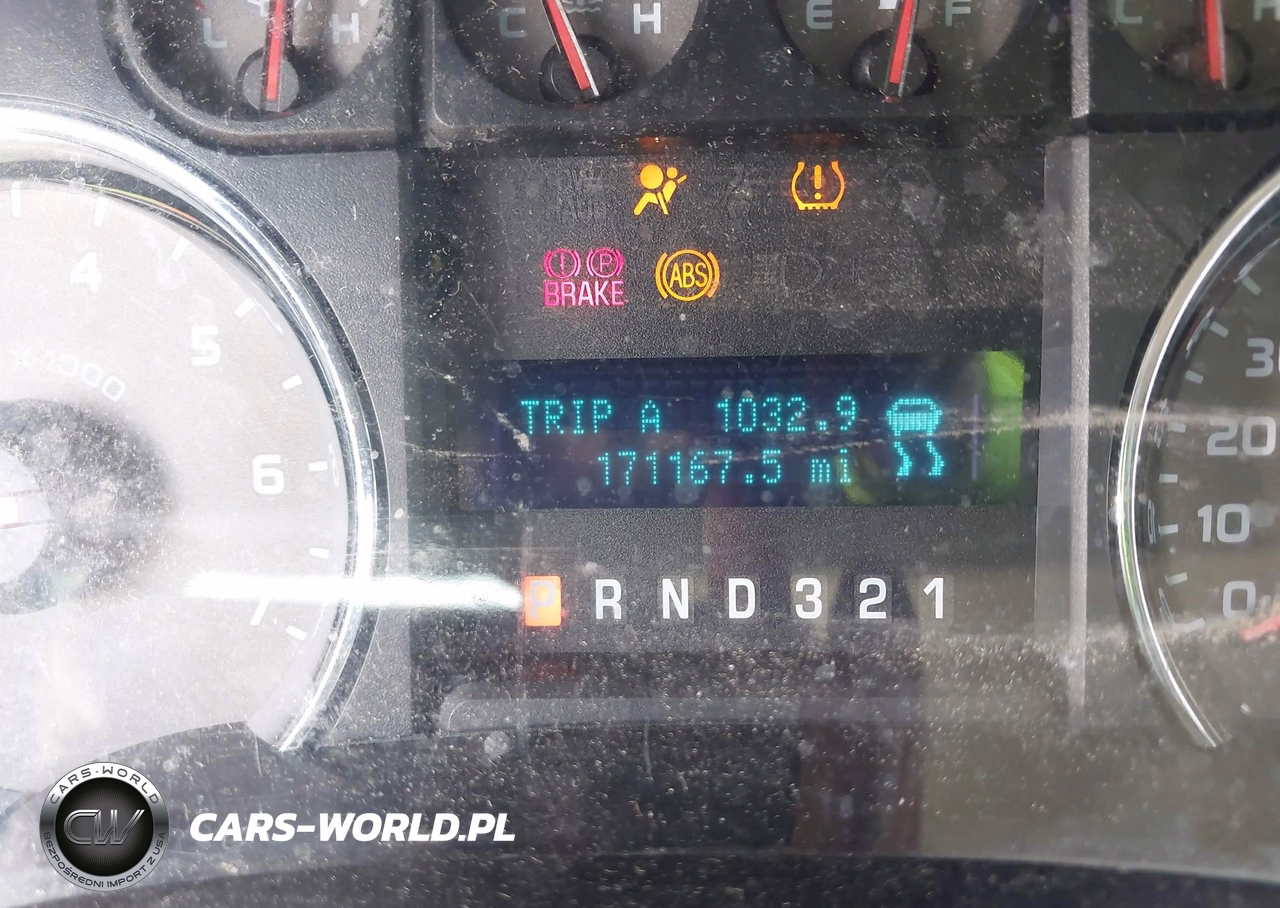 L H
C H
E F
C H
4
5
x1000
6
7
BRAKE
P
ABS
TRIP A 1032.9
171167.5 mi
P R N D 3 2 1
30
20
10
0
CARS-WORLD
CW
BEZPOŚREDNI IMPORT Z USA
CARS-WORLD.PL